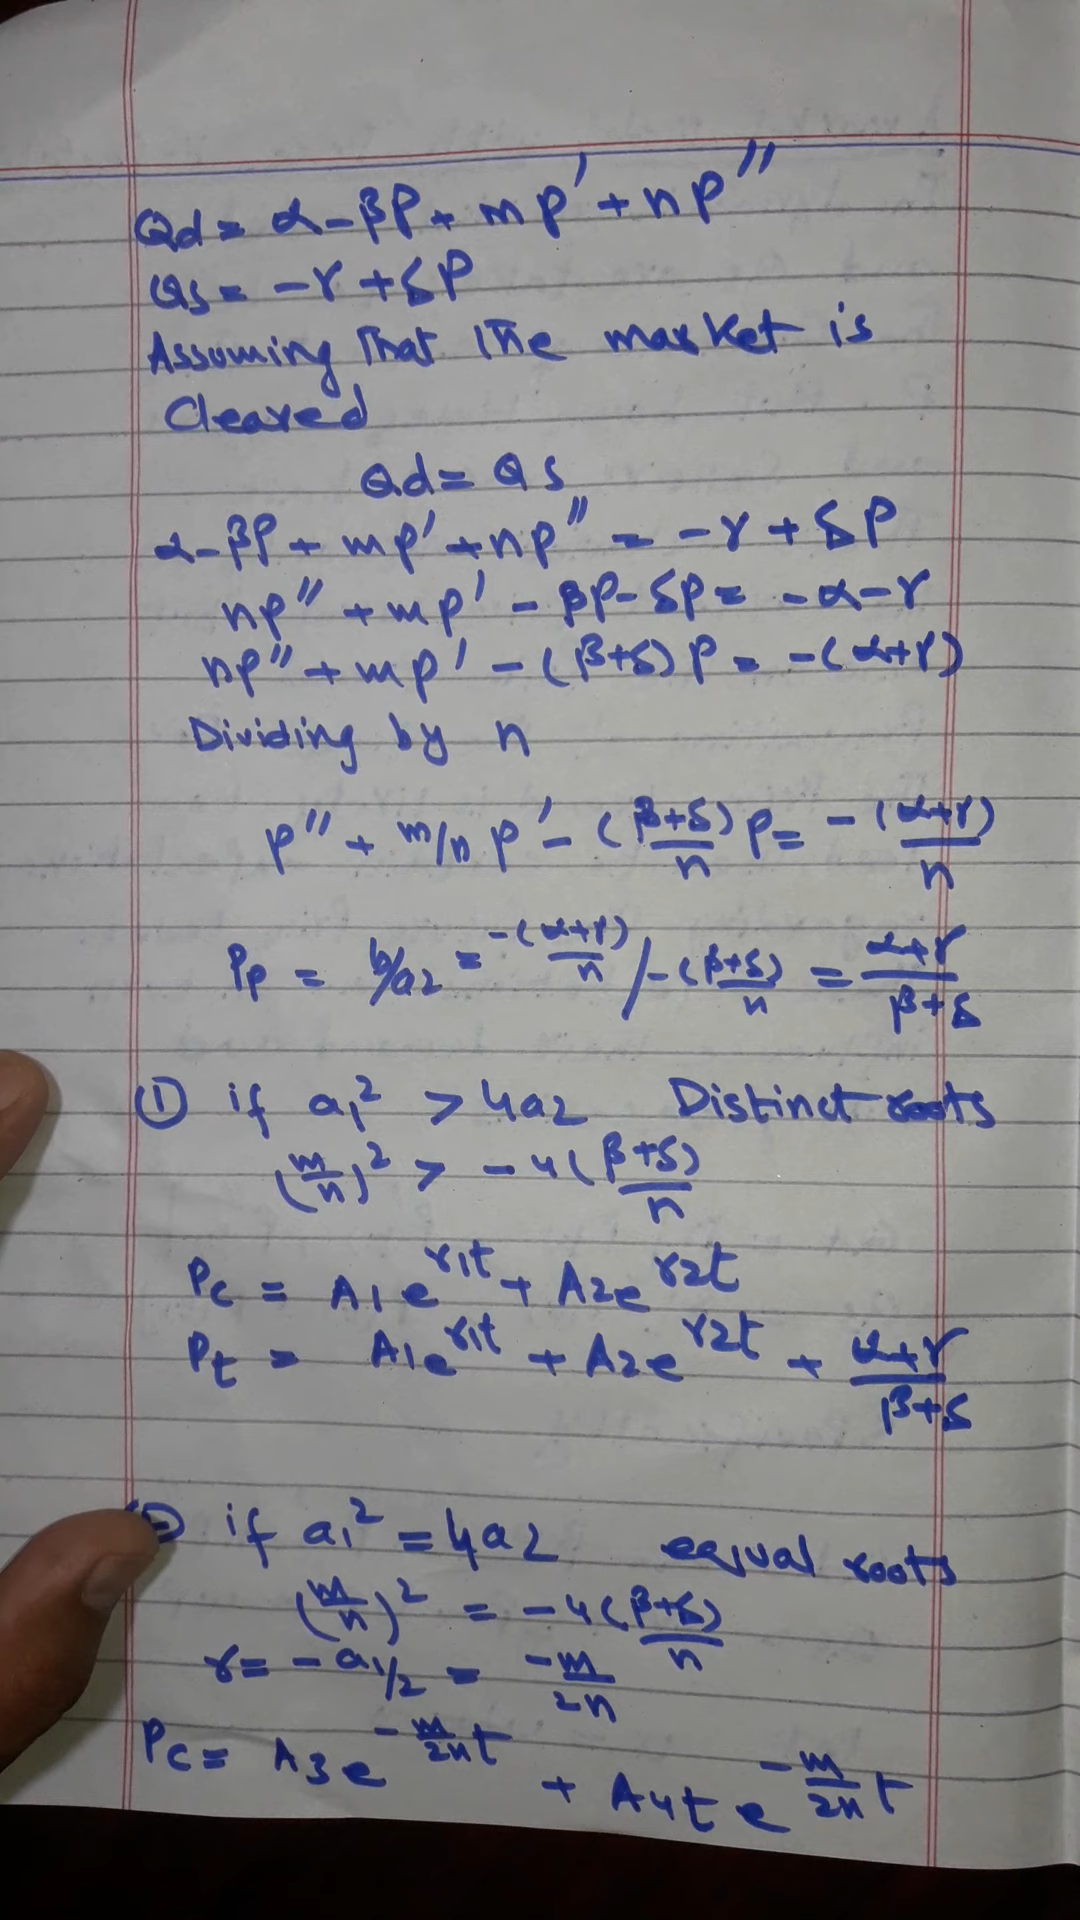 Qd = α - βP + mp' + np''
Qs = -γ + δP
Assuming that the market is
Cleared
Qd = Qs
α - βP + mp' + np'' = -γ + δP
np'' + mp' - βp - δp = -α - γ
np'' + mp' - (β+δ) P = -(α+γ)
Dividing by n
p'' + m/n p' - (β+δ)/n P = -(α+γ)/n
Pp = b/a2 = -(α+γ)/n / -(β+δ)/n = α+γ/β+δ
① if a1² > 4a2 Distinct roots
(m/n)² > -4(β+δ)/n
Pc = A1e^r1t + A2e^r2t
Pt = A1e^r1t + A2e^r2t + α+γ/β+δ
② if a1² = 4a2 equal roots
(m/n)² = -4(β+δ)/n
r = -a1/2 = -m/2n
Pc = A3e^-m/2n t + A4te^-m/2n t